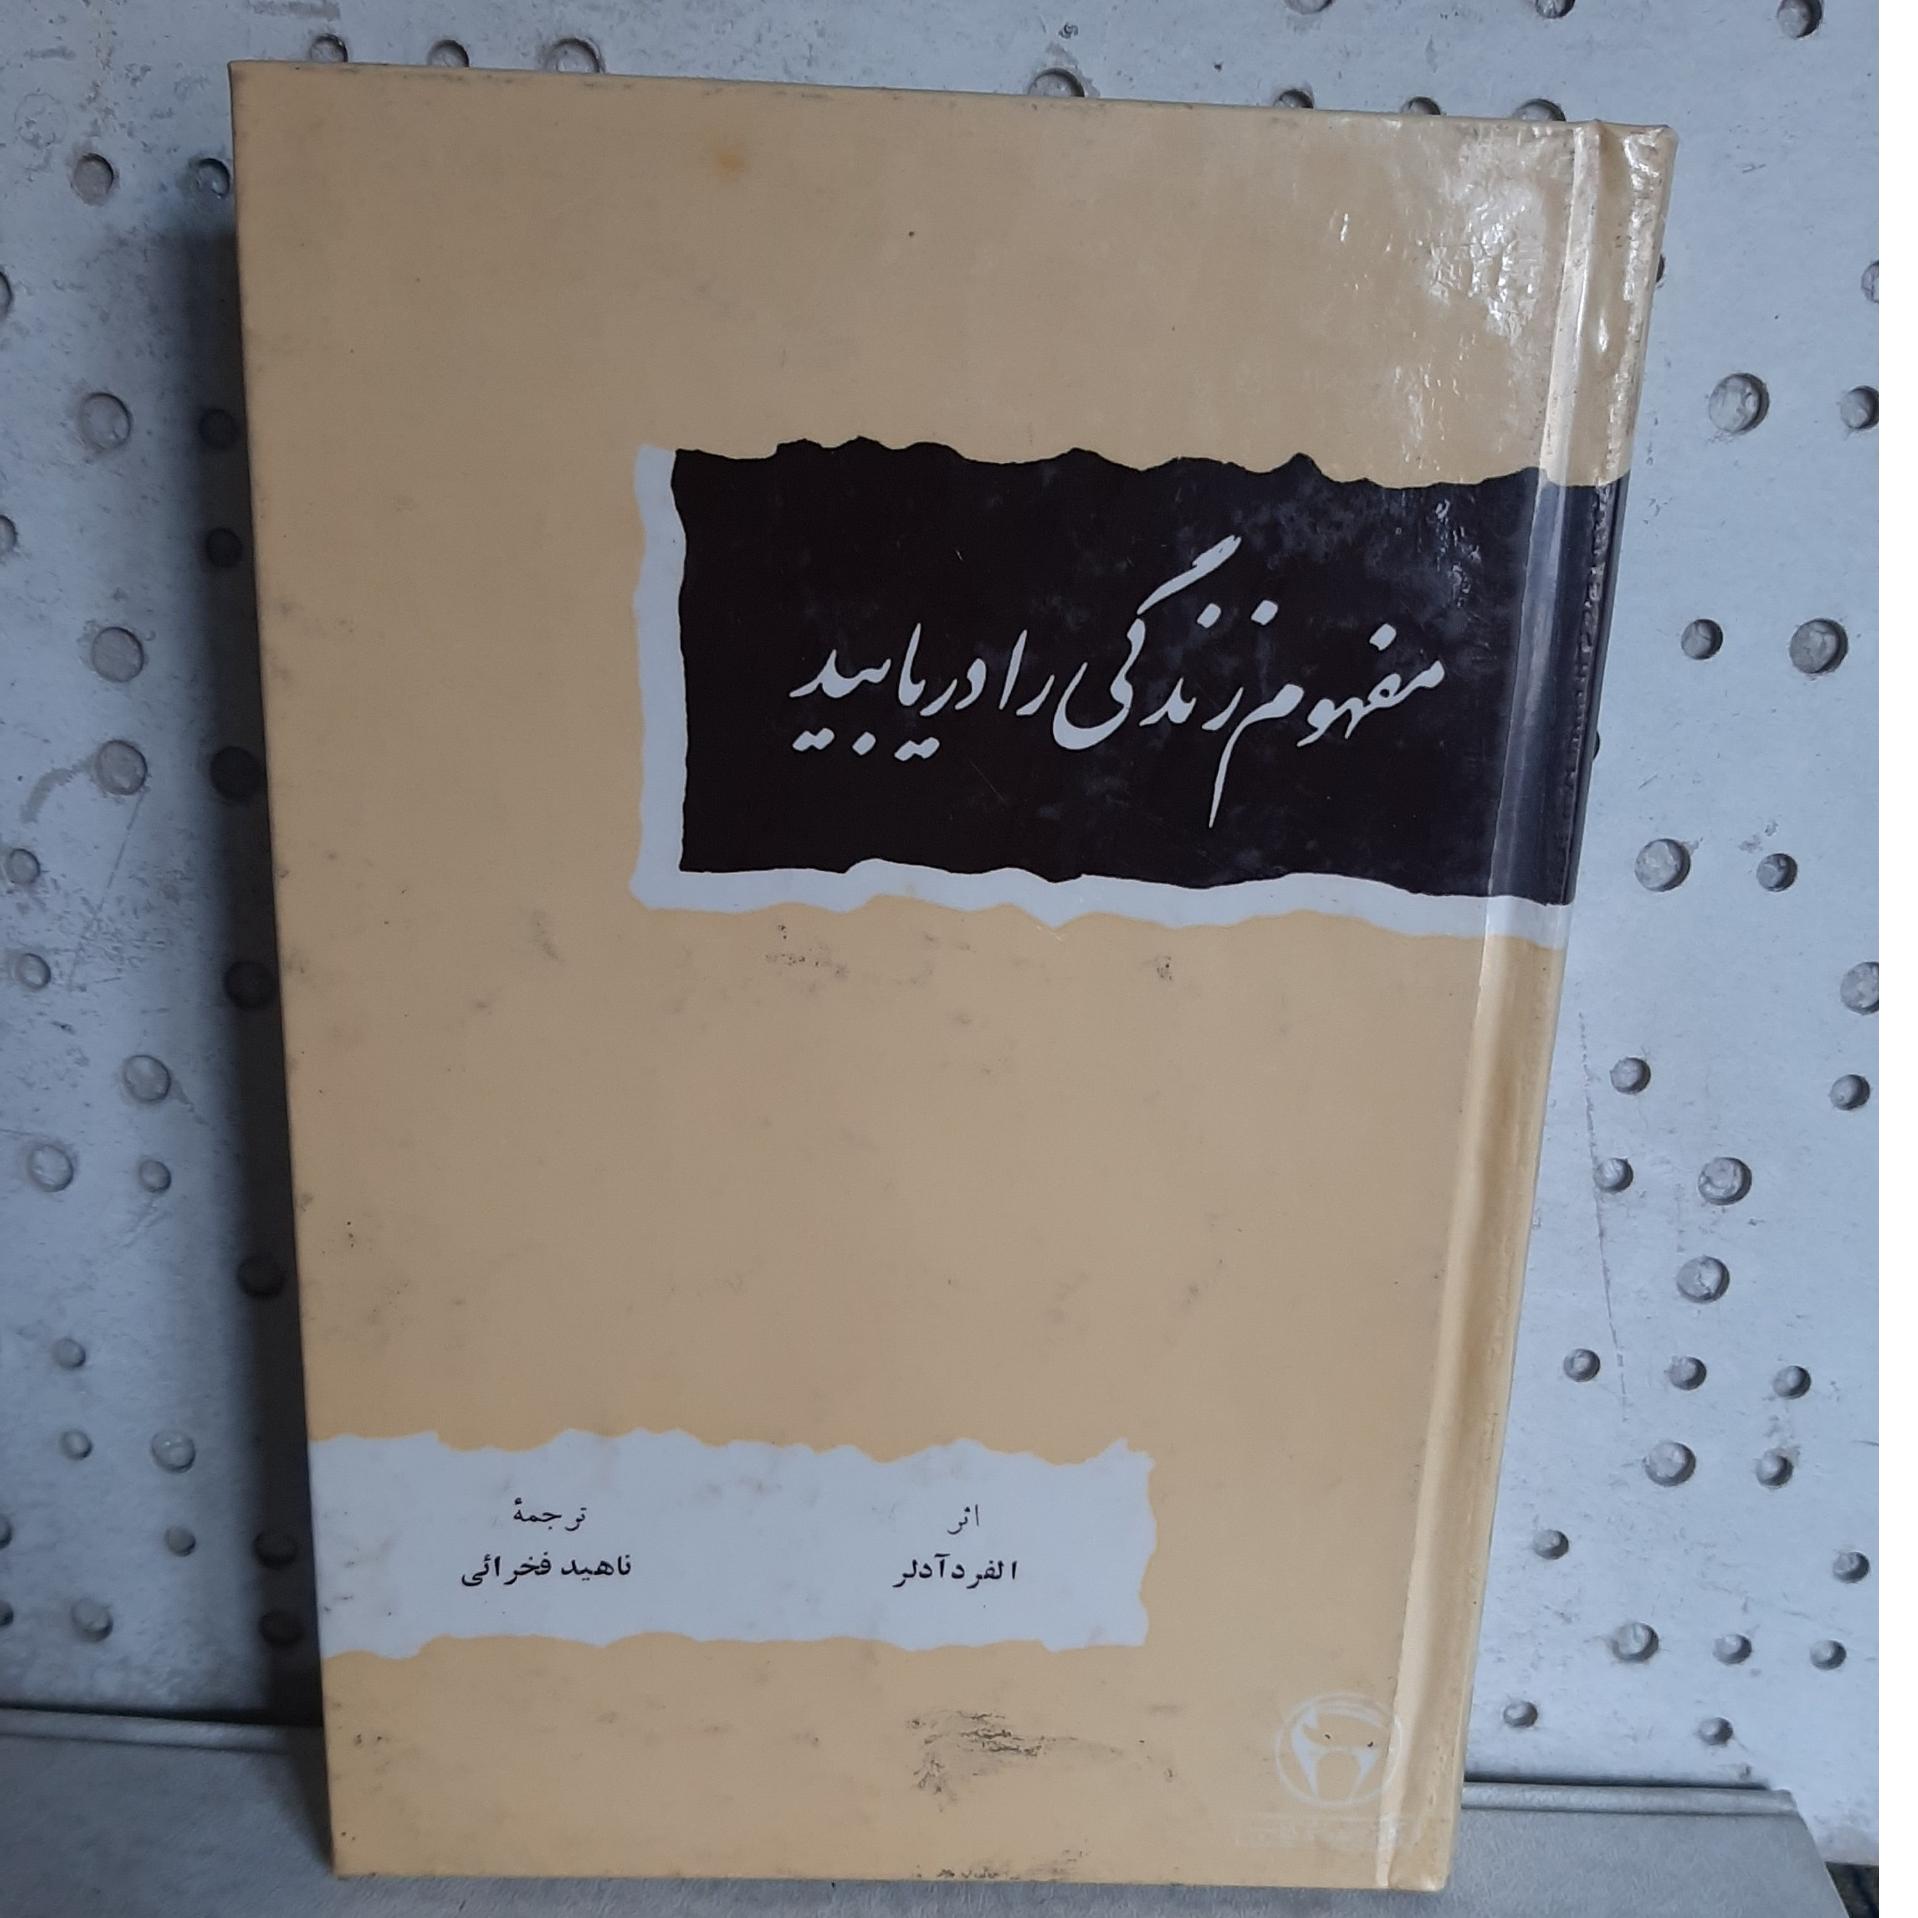 مفهوم زندگی را دریابید
اثر
الفرد آدلر
ترجمهٔ
ناهید فخرائی